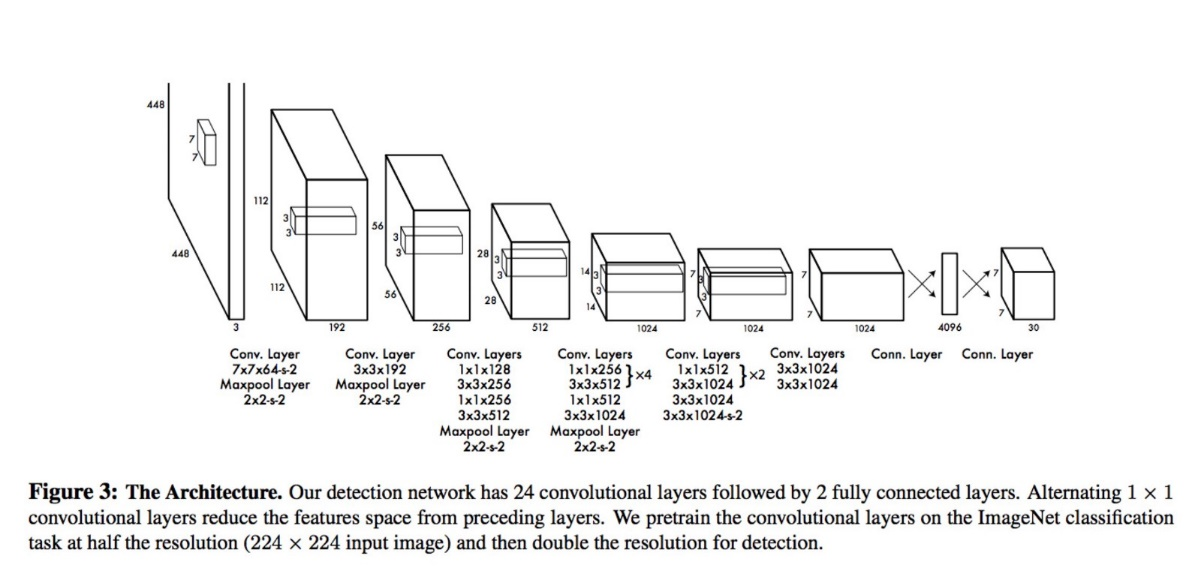 448
7
7
448
112
3
3
112
56
3
3
56
28
3
3
28
14
3
3
14
7
3
3
7
7
7
7
7
3
192
256
512
1024
1024
1024
4096
30
Conv. Layer
7x7x64-s-2
Maxpool Layer
2x2-s-2
Conv. Layer
3x3x192
Maxpool Layer
2x2-s-2
Conv. Layers
1x1x128
3x3x256
1x1x256
3x3x512
Maxpool Layer
2x2-s-2
Conv. Layers
1x1x256
3x3x512 }×4
1x1x512
3x3x1024
Maxpool Layer
2x2-s-2
Conv. Layers
1x1x512
3x3x1024 }×2
3x3x1024
3x3x1024-s-2
Conv. Layers
3x3x1024
3x3x1024
Conn. Layer
Conn. Layer
Figure 3: The Architecture. Our detection network has 24 convolutional layers followed by 2 fully connected layers. Alternating 1 × 1
convolutional layers reduce the features space from preceding layers. We pretrain the convolutional layers on the ImageNet classification
task at half the resolution (224 × 224 input image) and then double the resolution for detection.